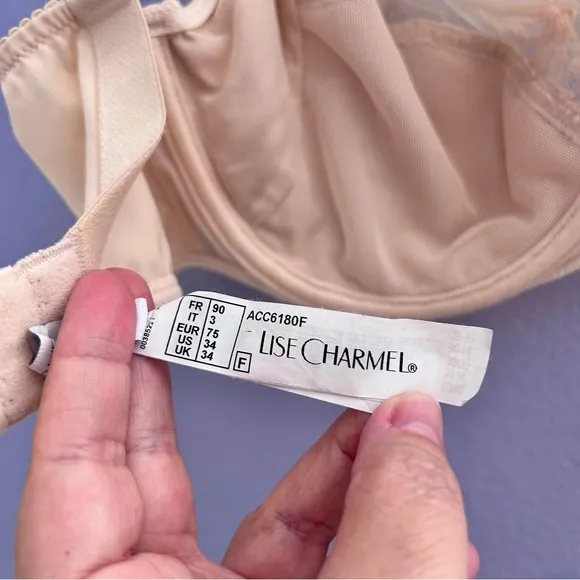 FR 90
IT 3
EUR 75
US 34
UK 34
F
ACC6180F
LISE CHARMEL®